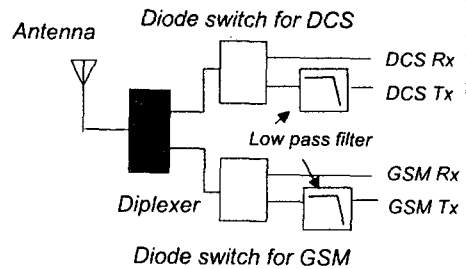 Diode switch for DCS
Antenna
DCS Rx
DCS Tx
Low pass filter
GSM Rx
Diplexer
GSM Tx
Diode switch for GSM